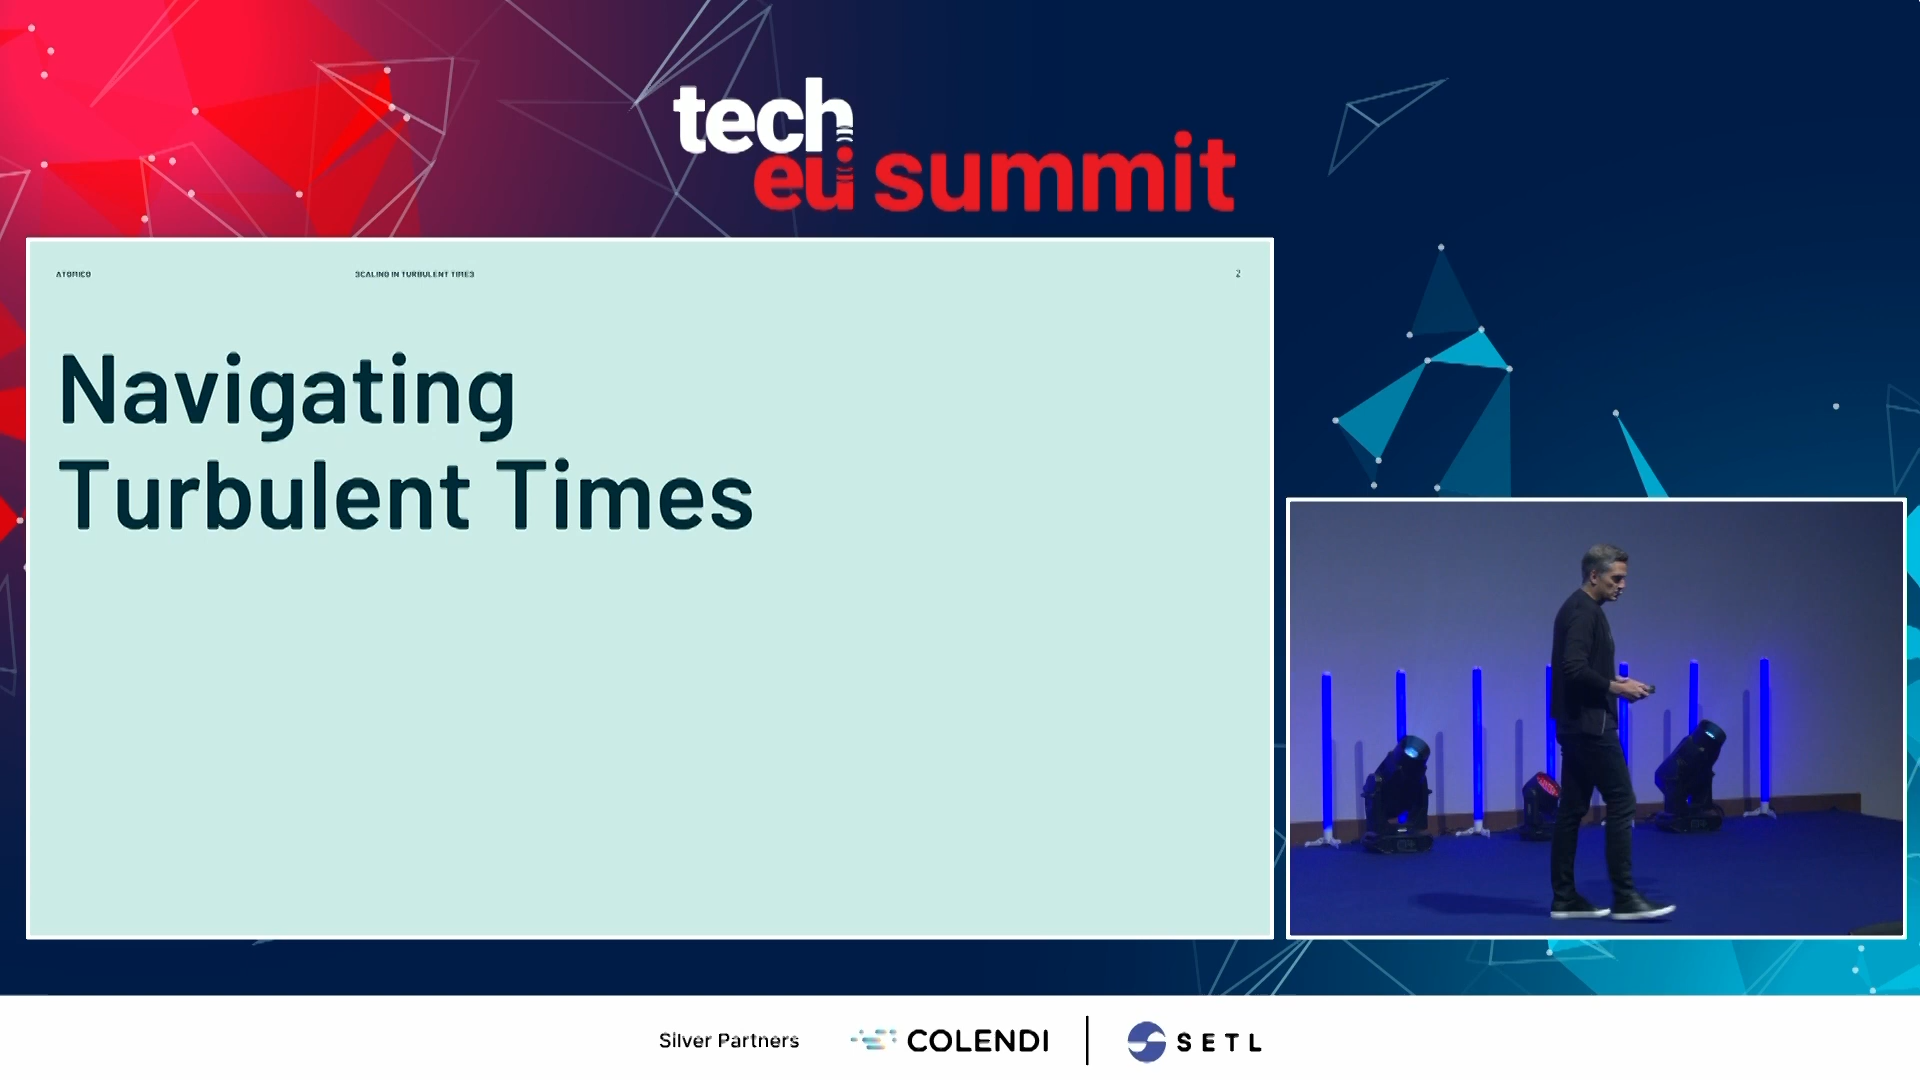 tech
eu summit
ATOMICO
SCALING IN TURBULENT TIMES
2
Navigating
Turbulent Times
Silver Partners
COLENDI
SETL